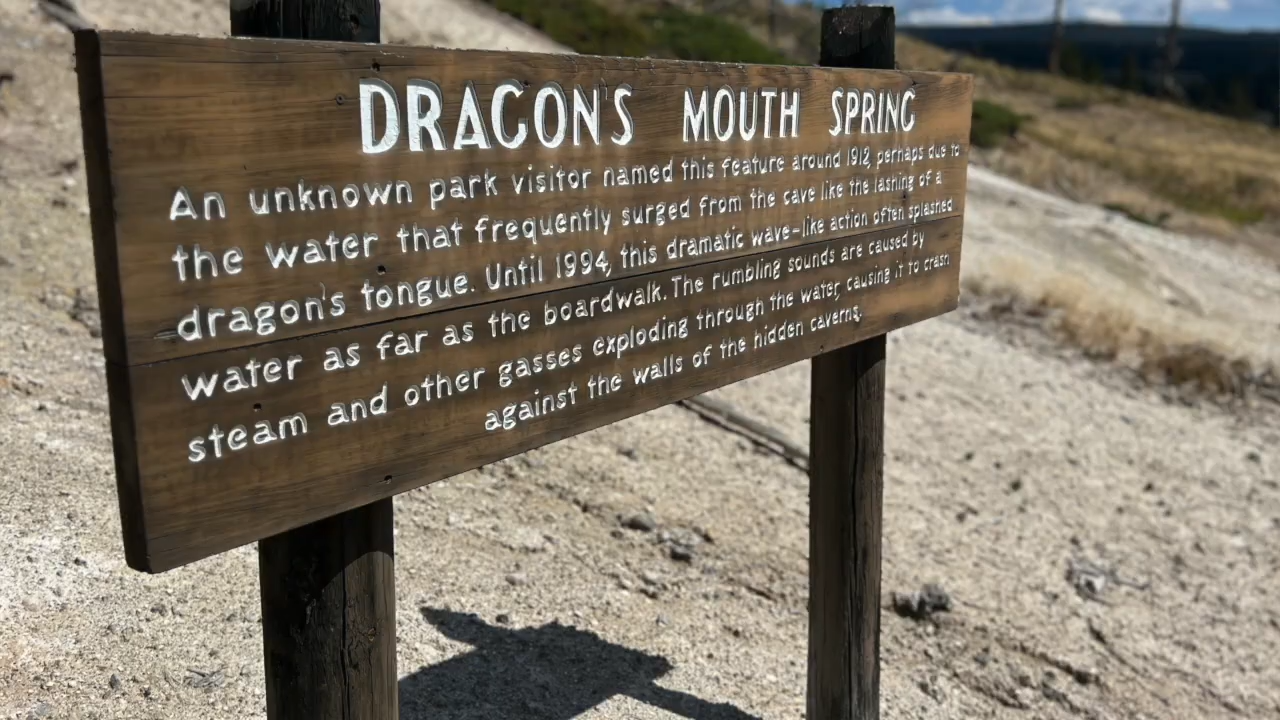 DRAGON'S MOUTH SPRING
An unknown park visitor named this feature around 1912, perhaps due to
the water that frequently surged from the cave like the lashing of a
dragon's tongue. Until 1994, this dramatic wave-like action often splashed
water as far as the boardwalk. The rumbling sounds are caused by
steam and other gasses exploding through the water, causing it to crash
against the walls of the hidden caverns.